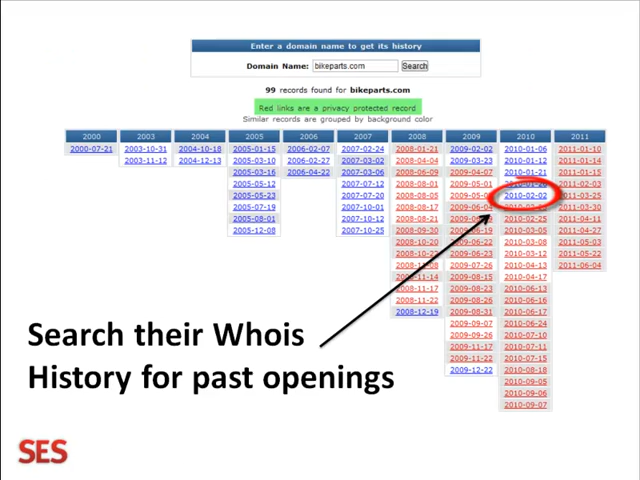 Enter a domain name to get its history
Domain Name: bikeparts.com Search
99 records found for bikeparts.com
Red links are a privacy protected record
Similar records are grouped by background color
2000 2003 2004 2005 2006 2007 2008 2009 2010 2011
2000-07-21 2003-10-31 2004-10-18 2005-01-15 2006-02-07 2007-02-24 2008-01-21 2009-02-02 2010-01-06 2011-01-10
2003-11-12 2004-12-13 2005-03-10 2006-02-27 2007-03-02 2008-04-04 2009-03-23 2010-01-12 2011-01-14
2005-03-16 2006-04-22 2007-03-06 2008-06-09 2009-04-07 2010-01-21 2011-01-15
2005-05-12 2007-07-12 2008-08-01 2009-05-01 2011-02-03
2005-05-23 2007-07-20 2008-08-05 2010-02-02 2011-03-25
2005-07-19 2007-10-01 2008-08-17 2009-06-04 2011-03-30
2005-08-01 2007-10-12 2008-08-21 2010-02-25 2011-04-11
2005-12-08 2007-10-25 2008-09-30 2010-03-05 2011-04-27
2008-10-20 2009-06-22 2010-03-08 2011-05-03
2008-10-22 2009-06-23 2010-03-12 2011-05-22
2009-07-26 2010-04-13 2011-06-04
2008-11-14 2009-08-15 2010-04-17
2008-11-17 2009-08-23 2010-06-13
2008-11-22 2009-08-26 2010-06-16
2008-12-19 2009-08-31 2010-06-17
2009-09-07 2010-06-24
2009-09-26 2010-07-10
2009-11-17 2010-07-11
2009-11-22 2010-07-15
2009-12-22 2010-08-18
2010-09-05
2010-09-06
2010-09-07
Search their Whois
History for past openings
SES